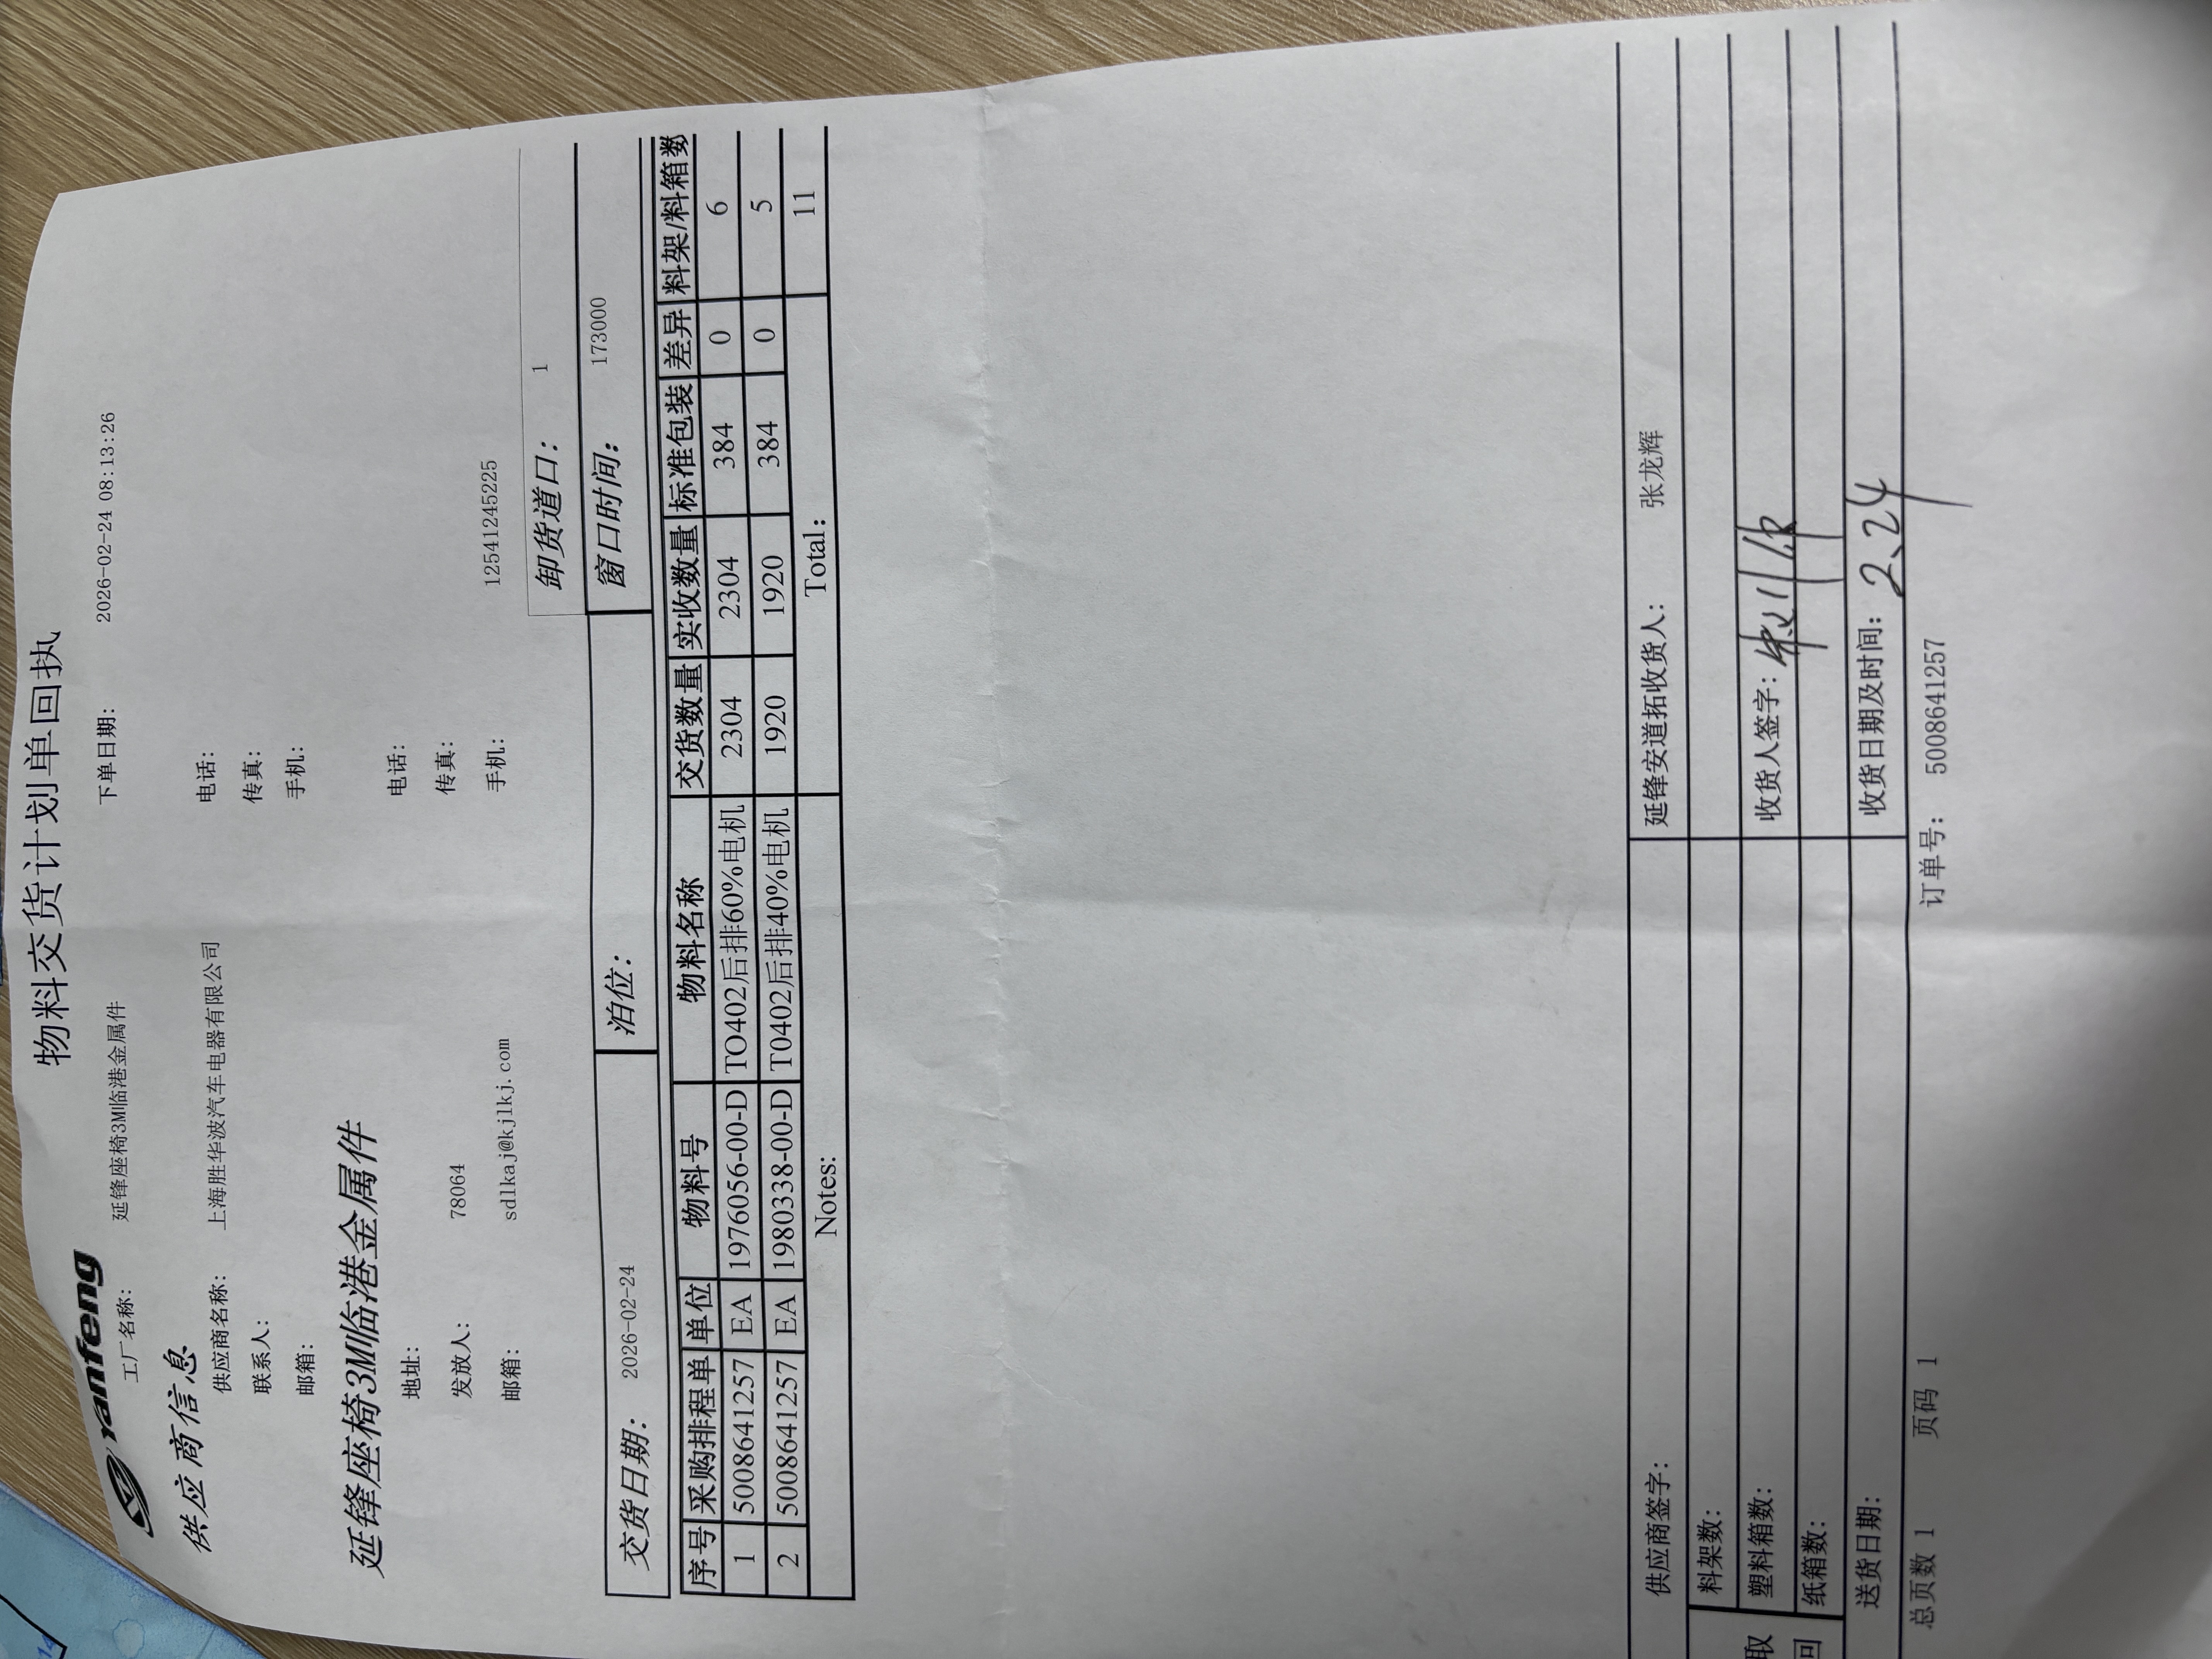 Yanfeng
物料交货计划单回执
工厂名称: 延锋座椅3M临港金属件 下单日期: 2026-02-24 08:13:26
供应商信息
供应商名称: 上海胜华波汽车电器有限公司 电话:
联系人: 传真:
邮箱: 手机:
延锋座椅3M临港金属件
地址: 电话:
发放人: 78064 传真:
邮箱: sdlkaj@kjlkj.com 手机: 12541245225
卸货道口: 1
交货日期: 2026-02-24 泊位: 窗口时间: 173000
序号 采购排程单 单位 物料号 物料名称 交货数量 实收数量 标准包装 差异 料架/料箱数
1 5008641257 EA 1976056-00-D TO402后排60%电机 2304 2304 384 0 6
2 5008641257 EA 1980338-00-D T0402后排40%电机 1920 1920 384 0 5
Notes: Total: 11
供应商签字: 延锋安道拓收货人: 张龙辉
料架数:
取 塑料箱数: 收货人签字:
回 纸箱数:
送货日期: 收货日期及时间: 2.24
总页数 1 页码 1 订单号: 5008641257